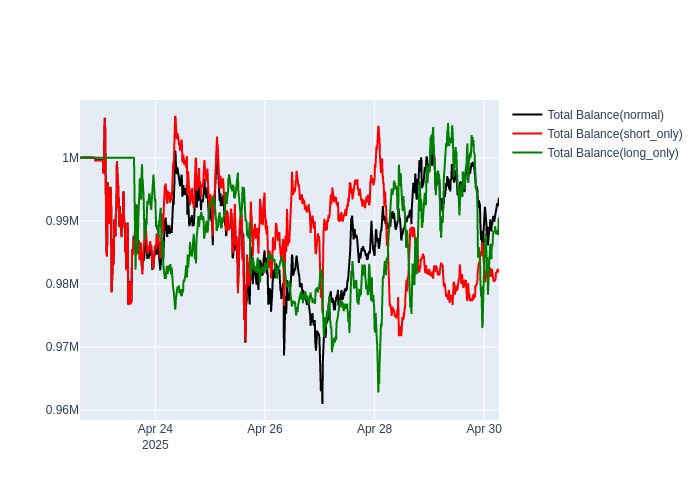 Total Balance(normal)
Total Balance(short_only)
Total Balance(long_only)
1M
0.99M
0.98M
0.97M
0.96M
Apr 24
2025
Apr 26
Apr 28
Apr 30